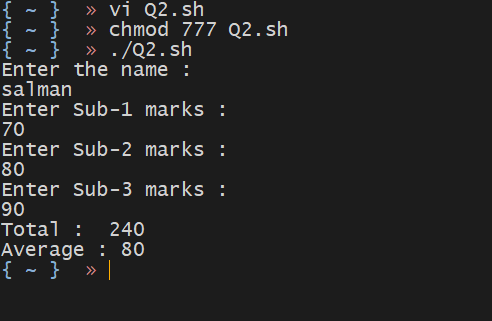 { ~ } » vi Q2.sh
{ ~ } » chmod 777 Q2.sh
{ ~ } » ./Q2.sh
Enter the name :
salman
Enter Sub-1 marks :
70
Enter Sub-2 marks :
80
Enter Sub-3 marks :
90
Total :  240
Average : 80
{ ~ } »